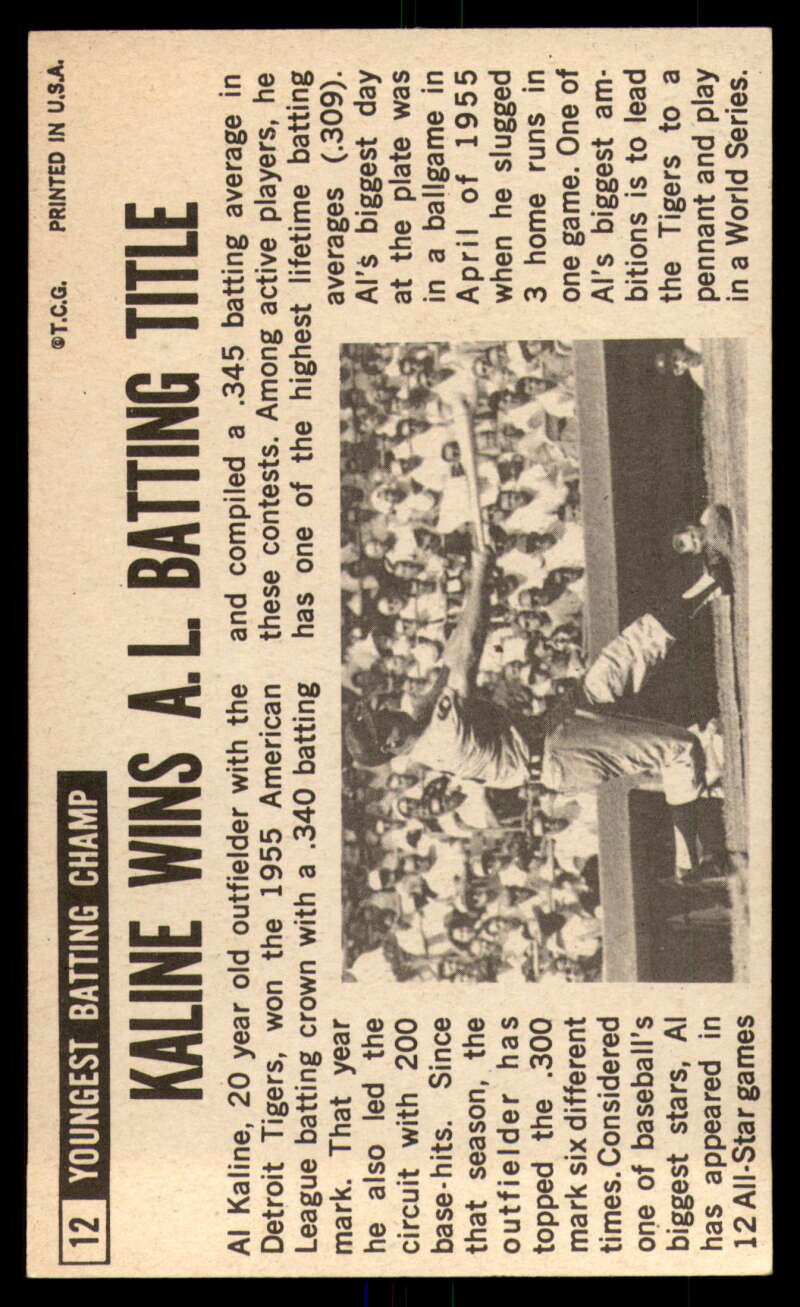 12 YOUNGEST BATTING CHAMP ©T.C.G. PRINTED IN U.S.A.
KALINE WINS A.L. BATTING TITLE
Al Kaline, 20 year old outfielder with the
Detroit Tigers, won the 1955 American
League batting crown with a .340 batting
mark. That year
he also led the
circuit with 200
base-hits. Since
that season, the
outfielder has
topped the .300
mark six different
times. Considered
one of baseball's
biggest stars, Al
has appeared in
12 All-Star games
and compiled a .345 batting average in
these contests. Among active players, he
has one of the highest lifetime batting
averages (.309).
Al's biggest day
at the plate was
in a ballgame in
April of 1955
when he slugged
3 home runs in
one game. One of
Al's biggest am-
bitions is to lead
the Tigers to a
pennant and play
in a World Series.